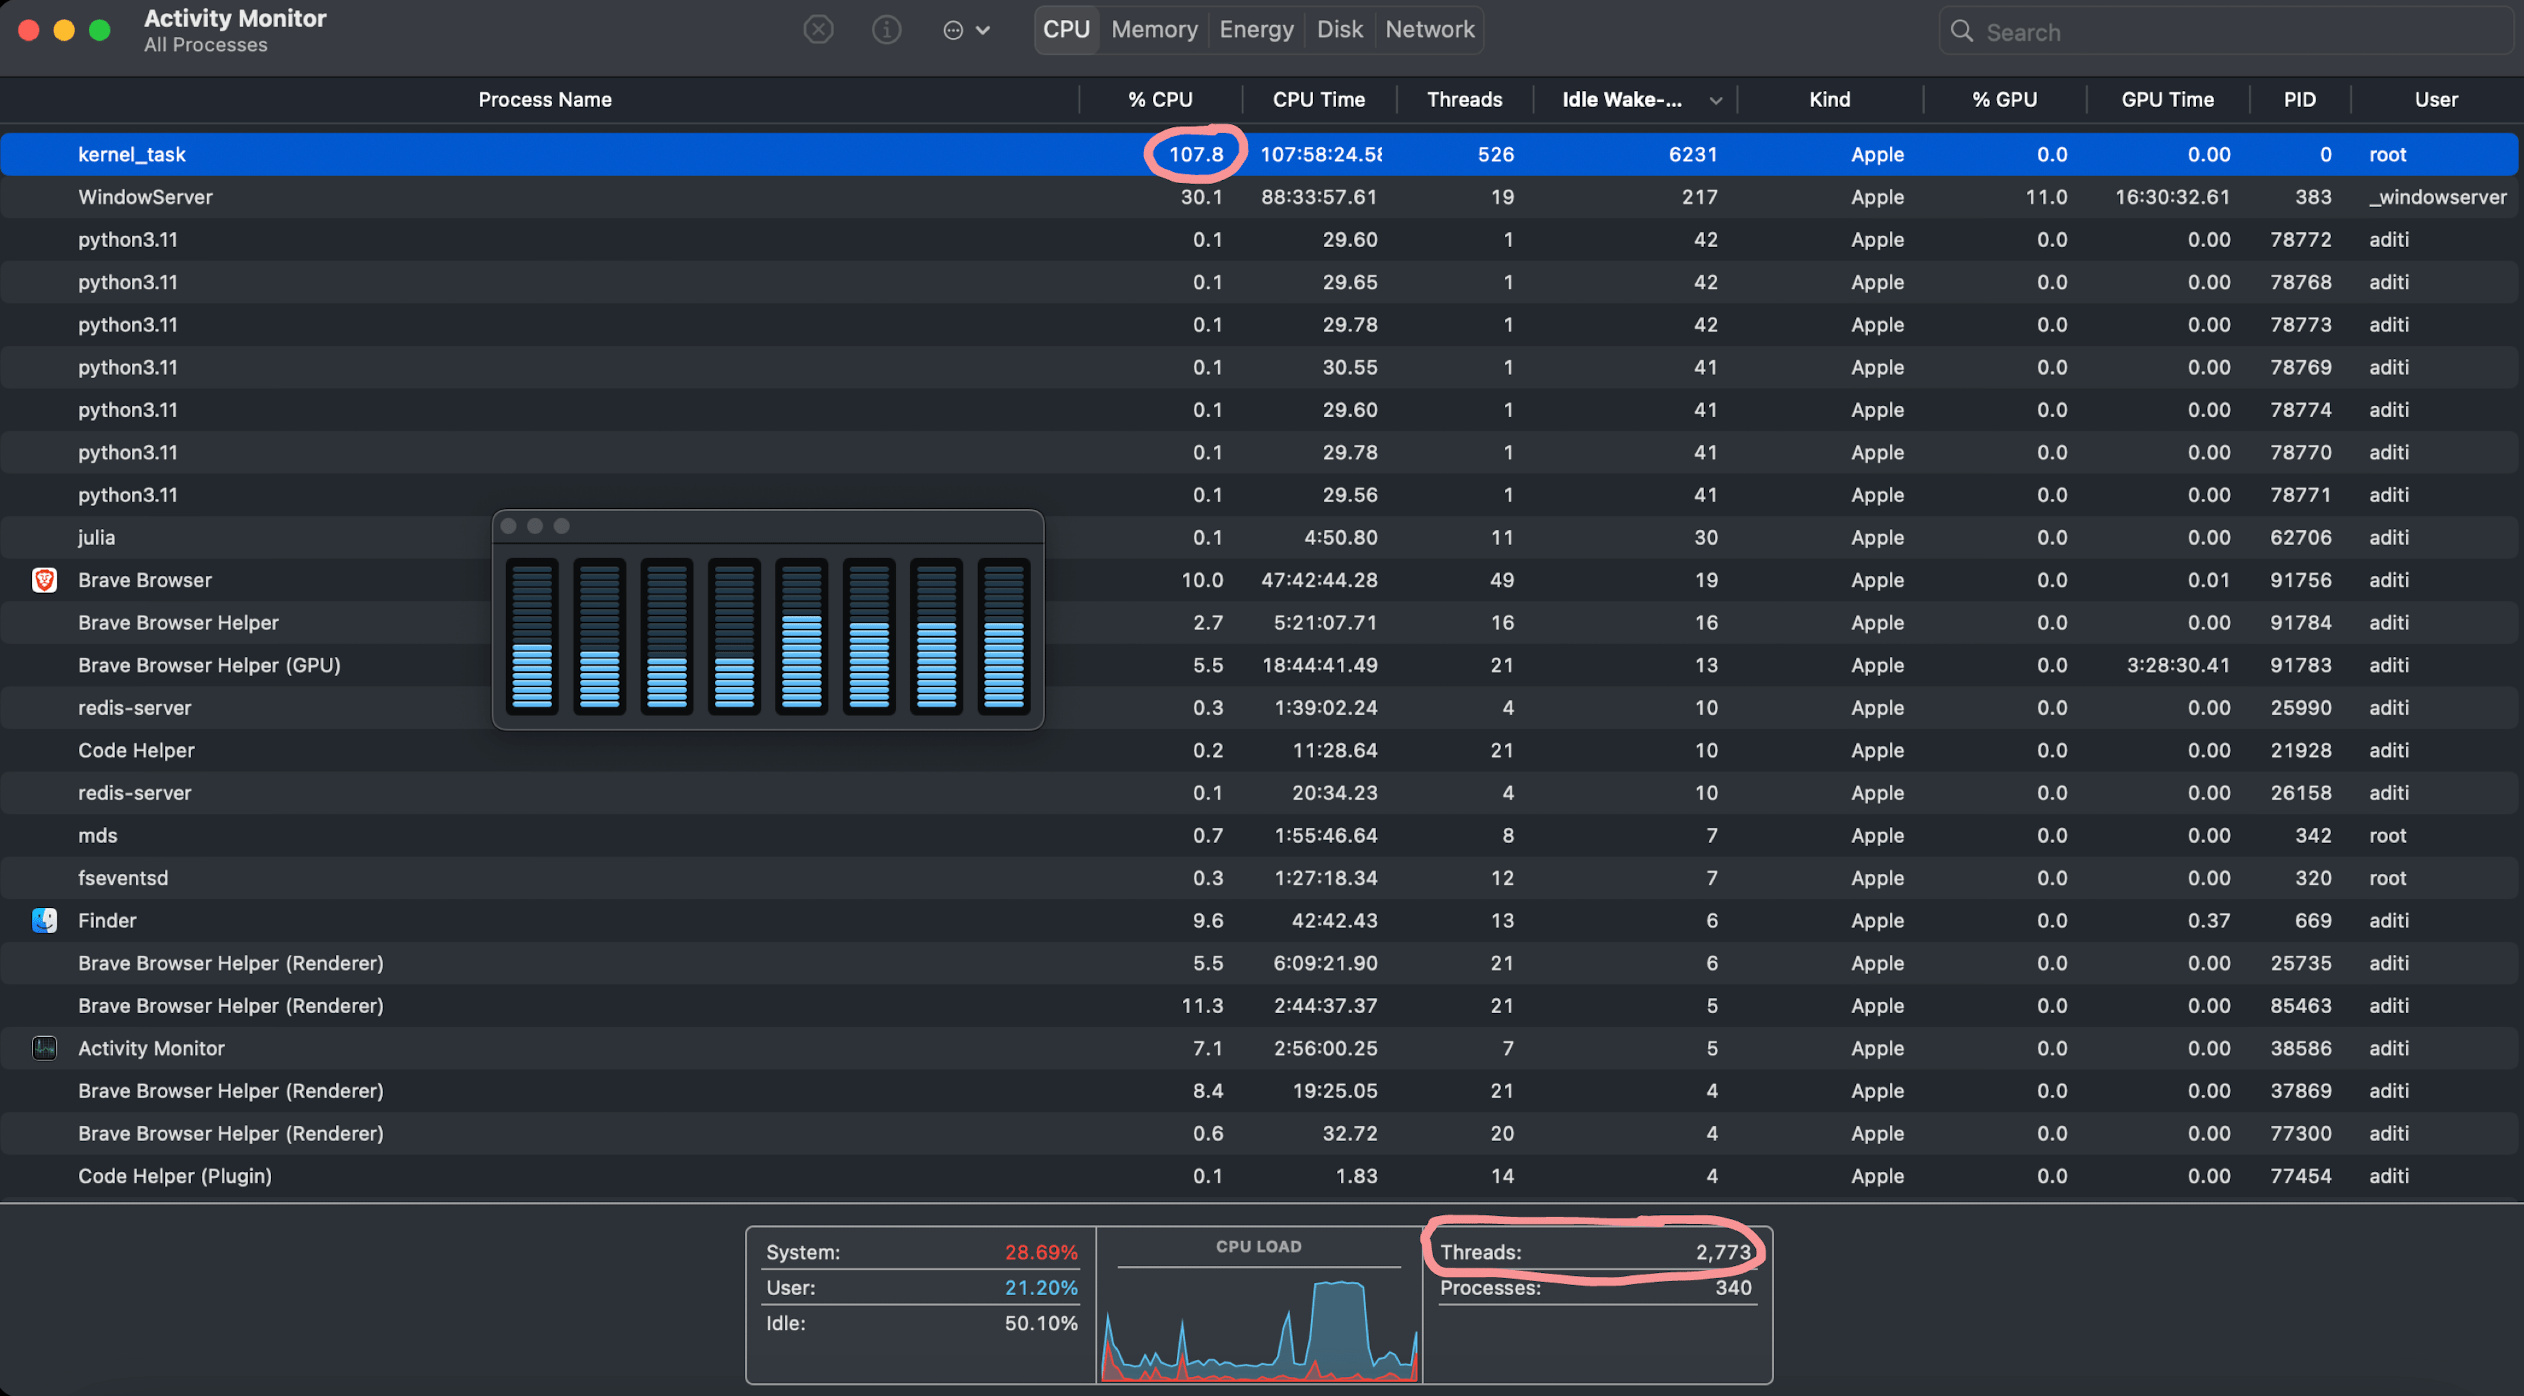 Activity Monitor
All Processes
CPU Memory Energy Disk Network
Search
Process Name % CPU CPU Time Threads Idle Wake-... Kind % GPU GPU Time PID User
kernel_task 107.8 107:58:24.58 526 6231 Apple 0.0 0.00 0 root
WindowServer 30.1 88:33:57.61 19 217 Apple 11.0 16:30:32.61 383 _windowserver
python3.11 0.1 29.60 1 42 Apple 0.0 0.00 78772 aditi
python3.11 0.1 29.65 1 42 Apple 0.0 0.00 78768 aditi
python3.11 0.1 29.78 1 42 Apple 0.0 0.00 78773 aditi
python3.11 0.1 30.55 1 41 Apple 0.0 0.00 78769 aditi
python3.11 0.1 29.60 1 41 Apple 0.0 0.00 78774 aditi
python3.11 0.1 29.78 1 41 Apple 0.0 0.00 78770 aditi
python3.11 0.1 29.56 1 41 Apple 0.0 0.00 78771 aditi
julia 0.1 4:50.80 11 30 Apple 0.0 0.00 62706 aditi
Brave Browser 10.0 47:42:44.28 49 19 Apple 0.0 0.01 91756 aditi
Brave Browser Helper 2.7 5:21:07.71 16 16 Apple 0.0 0.00 91784 aditi
Brave Browser Helper (GPU) 5.5 18:44:41.49 21 13 Apple 0.0 3:28:30.41 91783 aditi
redis-server 0.3 1:39:02.24 4 10 Apple 0.0 0.00 25990 aditi
Code Helper 0.2 11:28.64 21 10 Apple 0.0 0.00 21928 aditi
redis-server 0.1 20:34.23 4 10 Apple 0.0 0.00 26158 aditi
mds 0.7 1:55:46.64 8 7 Apple 0.0 0.00 342 root
fseventsd 0.3 1:27:18.34 12 7 Apple 0.0 0.00 320 root
Finder 9.6 42:42.43 13 6 Apple 0.0 0.37 669 aditi
Brave Browser Helper (Renderer) 5.5 6:09:21.90 21 6 Apple 0.0 0.00 25735 aditi
Brave Browser Helper (Renderer) 11.3 2:44:37.37 21 5 Apple 0.0 0.00 85463 aditi
Activity Monitor 7.1 2:56:00.25 7 5 Apple 0.0 0.00 38586 aditi
Brave Browser Helper (Renderer) 8.4 19:25.05 21 4 Apple 0.0 0.00 37869 aditi
Brave Browser Helper (Renderer) 0.6 32.72 20 4 Apple 0.0 0.00 77300 aditi
Code Helper (Plugin) 0.1 1.83 14 4 Apple 0.0 0.00 77454 aditi
System: 28.69%
User: 21.20%
Idle: 50.10%
CPU LOAD
Threads: 2,773
Processes: 340